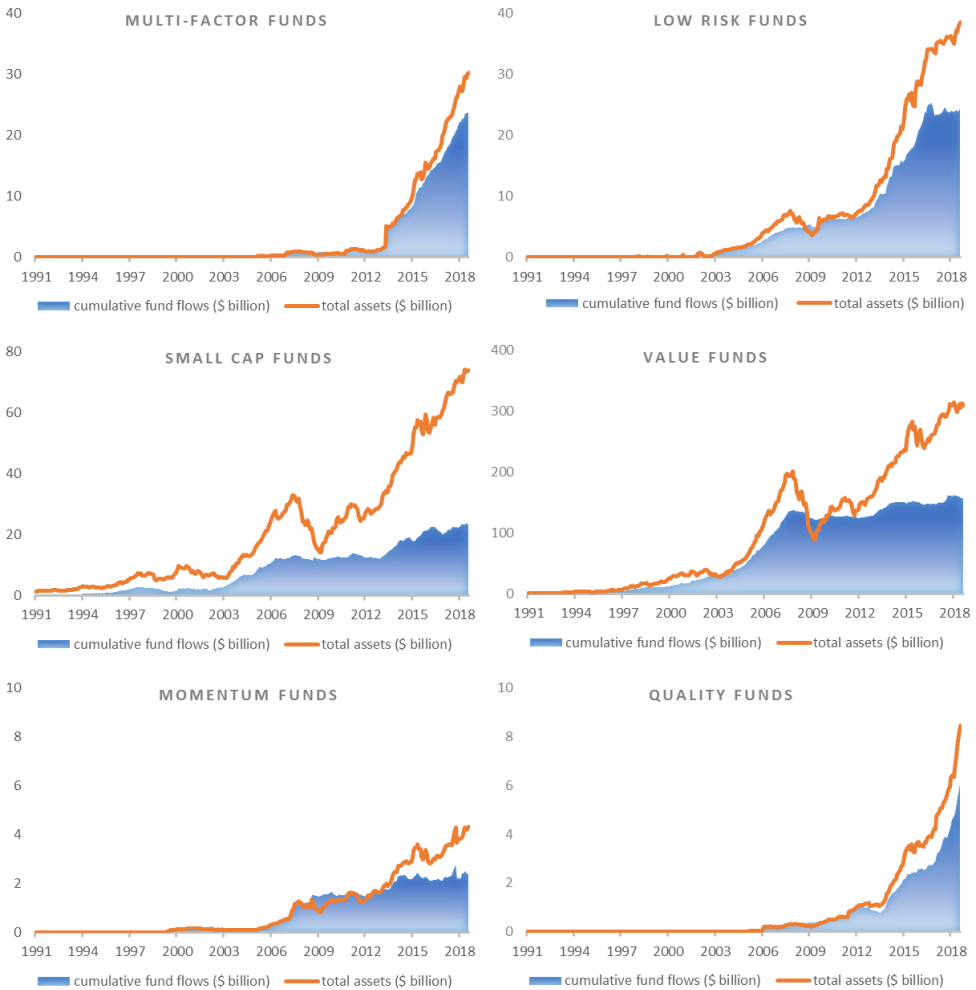 MULTI-FACTOR FUNDS
40
30
20
10
0
1991 1994 1997 2000 2003 2006 2009 2012 2015 2018
cumulative fund flows ($ billion) total assets ($ billion)
LOW RISK FUNDS
40
30
20
10
0
1991 1994 1997 2000 2003 2006 2009 2012 2015 2018
cumulative fund flows ($ billion) total assets ($ billion)
SMALL CAP FUNDS
80
60
40
20
0
1991 1994 1997 2000 2003 2006 2009 2012 2015 2018
cumulative fund flows ($ billion) total assets ($ billion)
VALUE FUNDS
400
300
200
100
0
1991 1994 1997 2000 2003 2006 2009 2012 2015 2018
cumulative fund flows ($ billion) total assets ($ billion)
MOMENTUM FUNDS
10
8
6
4
2
0
1991 1994 1997 2000 2003 2006 2009 2012 2015 2018
cumulative fund flows ($ billion) total assets ($ billion)
QUALITY FUNDS
10
8
6
4
2
0
1991 1994 1997 2000 2003 2006 2009 2012 2015 2018
cumulative fund flows ($ billion) total assets ($ billion)